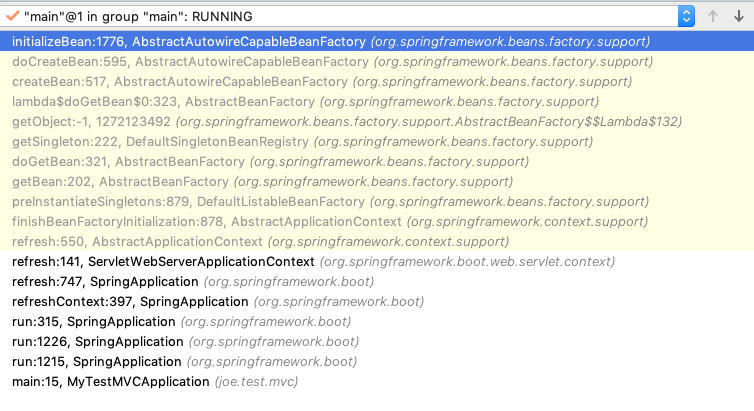 "main"@1 in group "main": RUNNING
initializeBean:1776, AbstractAutowireCapableBeanFactory (org.springframework.beans.factory.support)
doCreateBean:595, AbstractAutowireCapableBeanFactory (org.springframework.beans.factory.support)
createBean:517, AbstractAutowireCapableBeanFactory (org.springframework.beans.factory.support)
lambda$doGetBean$0:323, AbstractBeanFactory (org.springframework.beans.factory.support)
getObject:-1, 1272123492 (org.springframework.beans.factory.support.AbstractBeanFactory$$Lambda$132)
getSingleton:222, DefaultSingletonBeanRegistry (org.springframework.beans.factory.support)
doGetBean:321, AbstractBeanFactory (org.springframework.beans.factory.support)
getBean:202, AbstractBeanFactory (org.springframework.beans.factory.support)
preInstantiateSingletons:879, DefaultListableBeanFactory (org.springframework.beans.factory.support)
finishBeanFactoryInitialization:878, AbstractApplicationContext (org.springframework.context.support)
refresh:550, AbstractApplicationContext (org.springframework.context.support)
refresh:141, ServletWebServerApplicationContext (org.springframework.boot.web.servlet.context)
refresh:747, SpringApplication (org.springframework.boot)
refreshContext:397, SpringApplication (org.springframework.boot)
run:315, SpringApplication (org.springframework.boot)
run:1226, SpringApplication (org.springframework.boot)
run:1215, SpringApplication (org.springframework.boot)
main:15, MyTestMVCApplication (joe.test.mvc)